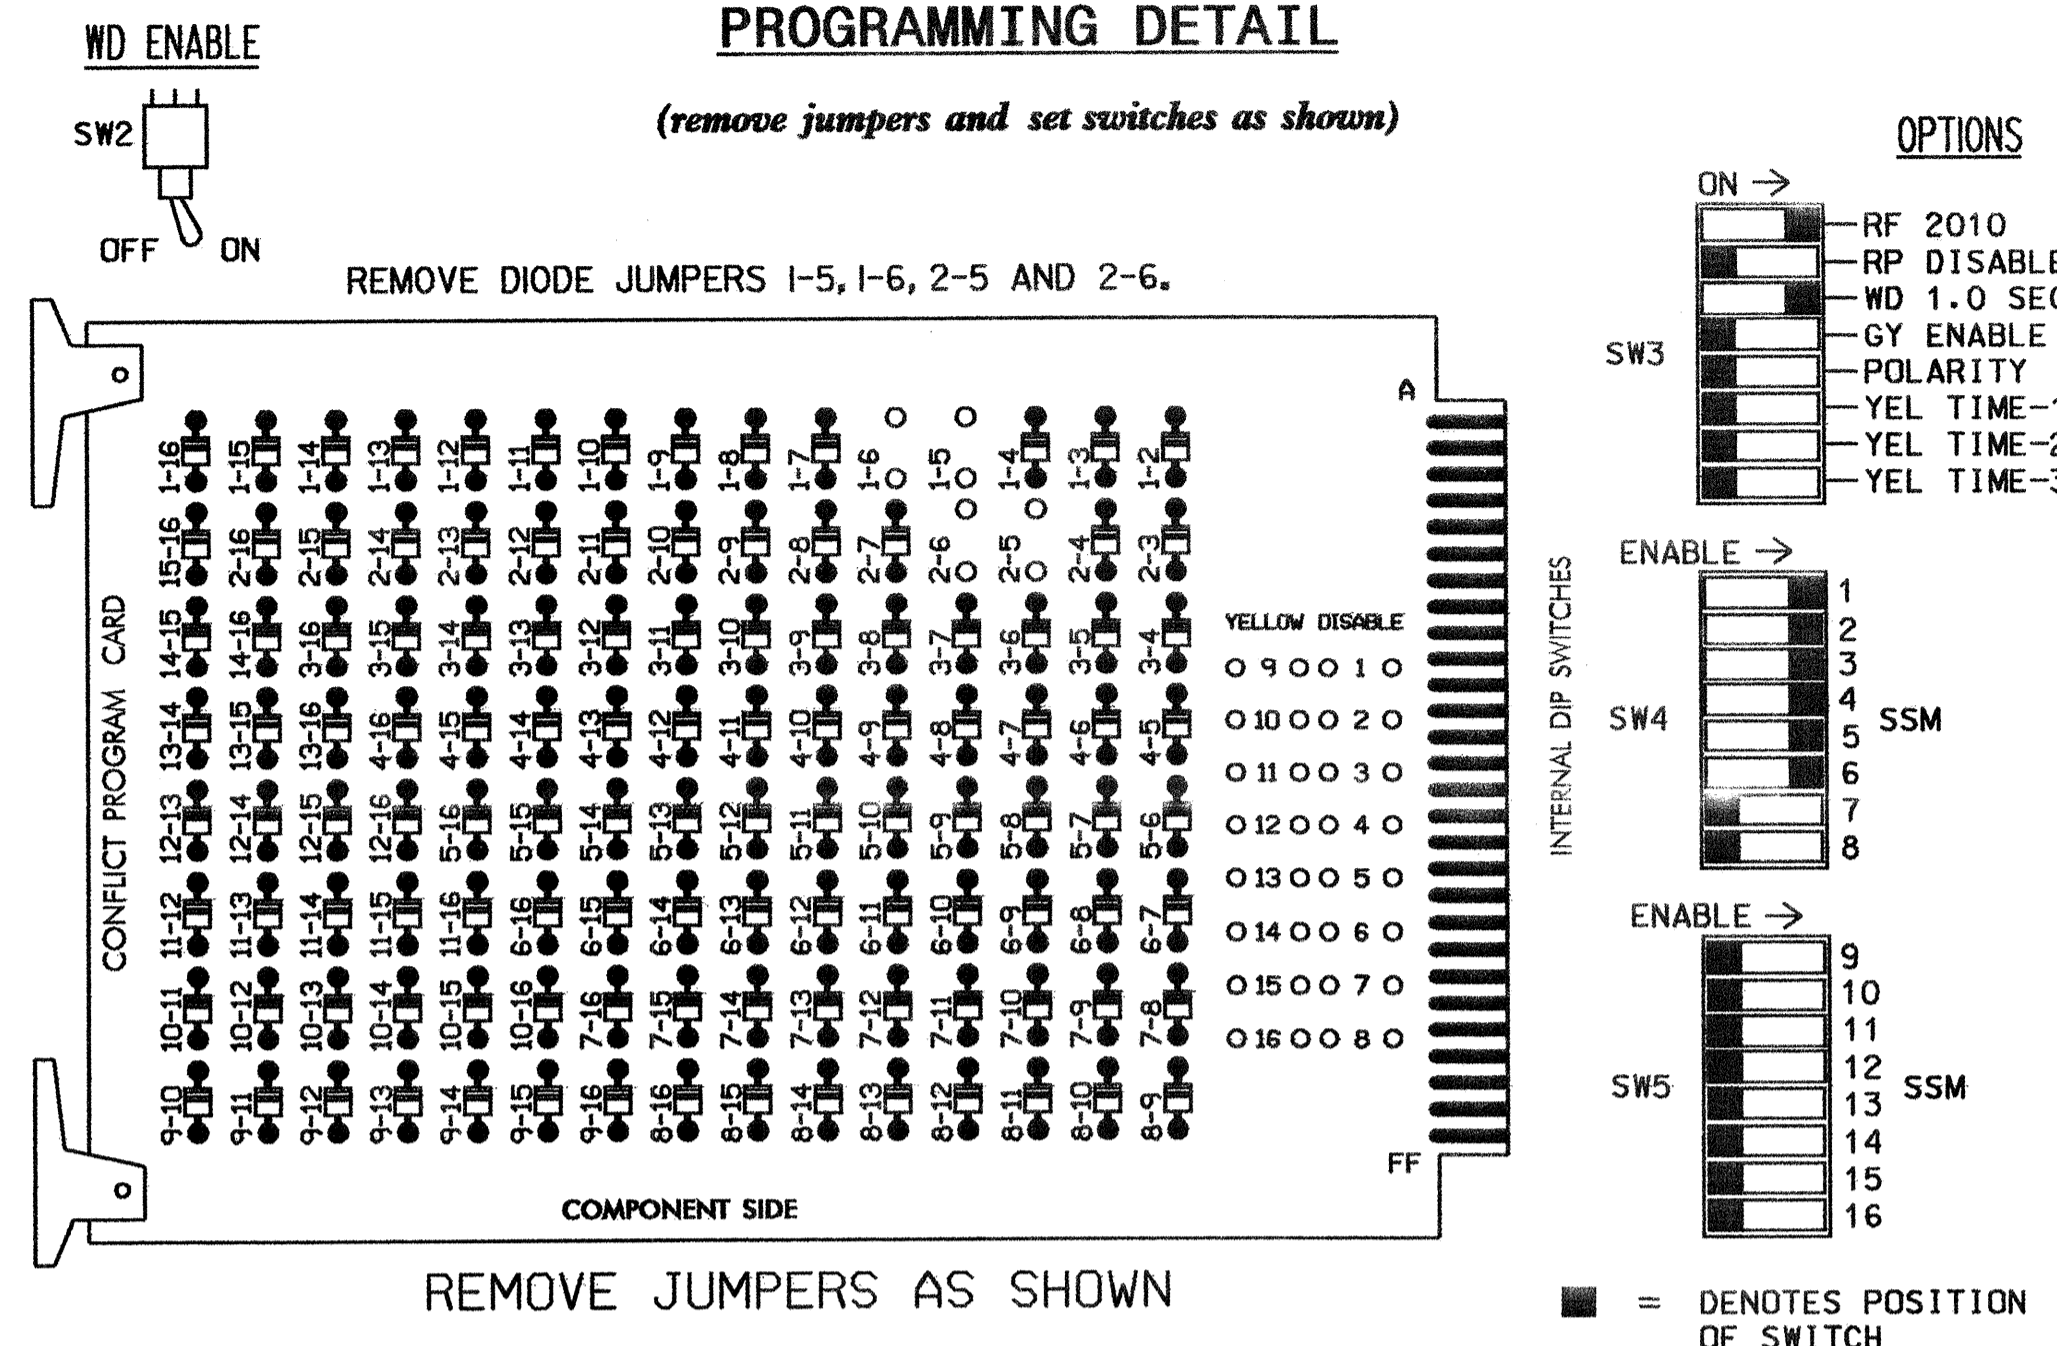 PROGRAMMING DETAIL
(remove jumpers and set switches as shown)
WD ENABLE
SW2
OFF ON
REMOVE DIODE JUMPERS 1-5, 1-6, 2-5 AND 2-6.
CONFLICT PROGRAM CARD
A
1-16 1-15 1-14 1-13 1-12 1-11 1-10 1-9 1-8 1-7 1-6 1-5 1-4 1-3 1-2
15-16 2-16 2-15 2-14 2-13 2-12 2-11 2-10 2-9 2-8 2-7 2-6 2-5 2-4 2-3
14-15 14-16 3-16 3-15 3-14 3-13 3-12 3-11 3-10 3-9 3-8 3-7 3-6 3-5 3-4
13-14 13-15 13-16 4-16 4-15 4-14 4-13 4-12 4-11 4-10 4-9 4-8 4-7 4-6 4-5
12-13 12-14 12-15 12-16 5-16 5-15 5-14 5-13 5-12 5-11 5-10 5-9 5-8 5-7 5-6
11-12 11-13 11-14 11-15 11-16 6-16 6-15 6-14 6-13 6-12 6-11 6-10 6-9 6-8 6-7
10-11 10-12 10-13 10-14 10-15 10-16 7-16 7-15 7-14 7-13 7-12 7-11 7-10 7-9 7-8
9-10 9-11 9-12 9-13 9-14 9-15 9-16 8-16 8-15 8-14 8-13 8-12 8-11 8-10 8-9
YELLOW DISABLE
9 1
10 2
11 3
12 4
13 5
14 6
15 7
16 8
FF
COMPONENT SIDE
REMOVE JUMPERS AS SHOWN
INTERNAL DIP SWITCHES
OPTIONS
ON →
SW3
RF 2010
RP DISABLE
WD 1.0 SEC
GY ENABLE
POLARITY
YEL TIME-1
YEL TIME-2
YEL TIME-3
ENABLE →
SW4
1
2
3
4
5
6
7
8
SSM
ENABLE →
SW5
9
10
11
12
13
14
15
16
SSM
= DENOTES POSITION
OF SWITCH